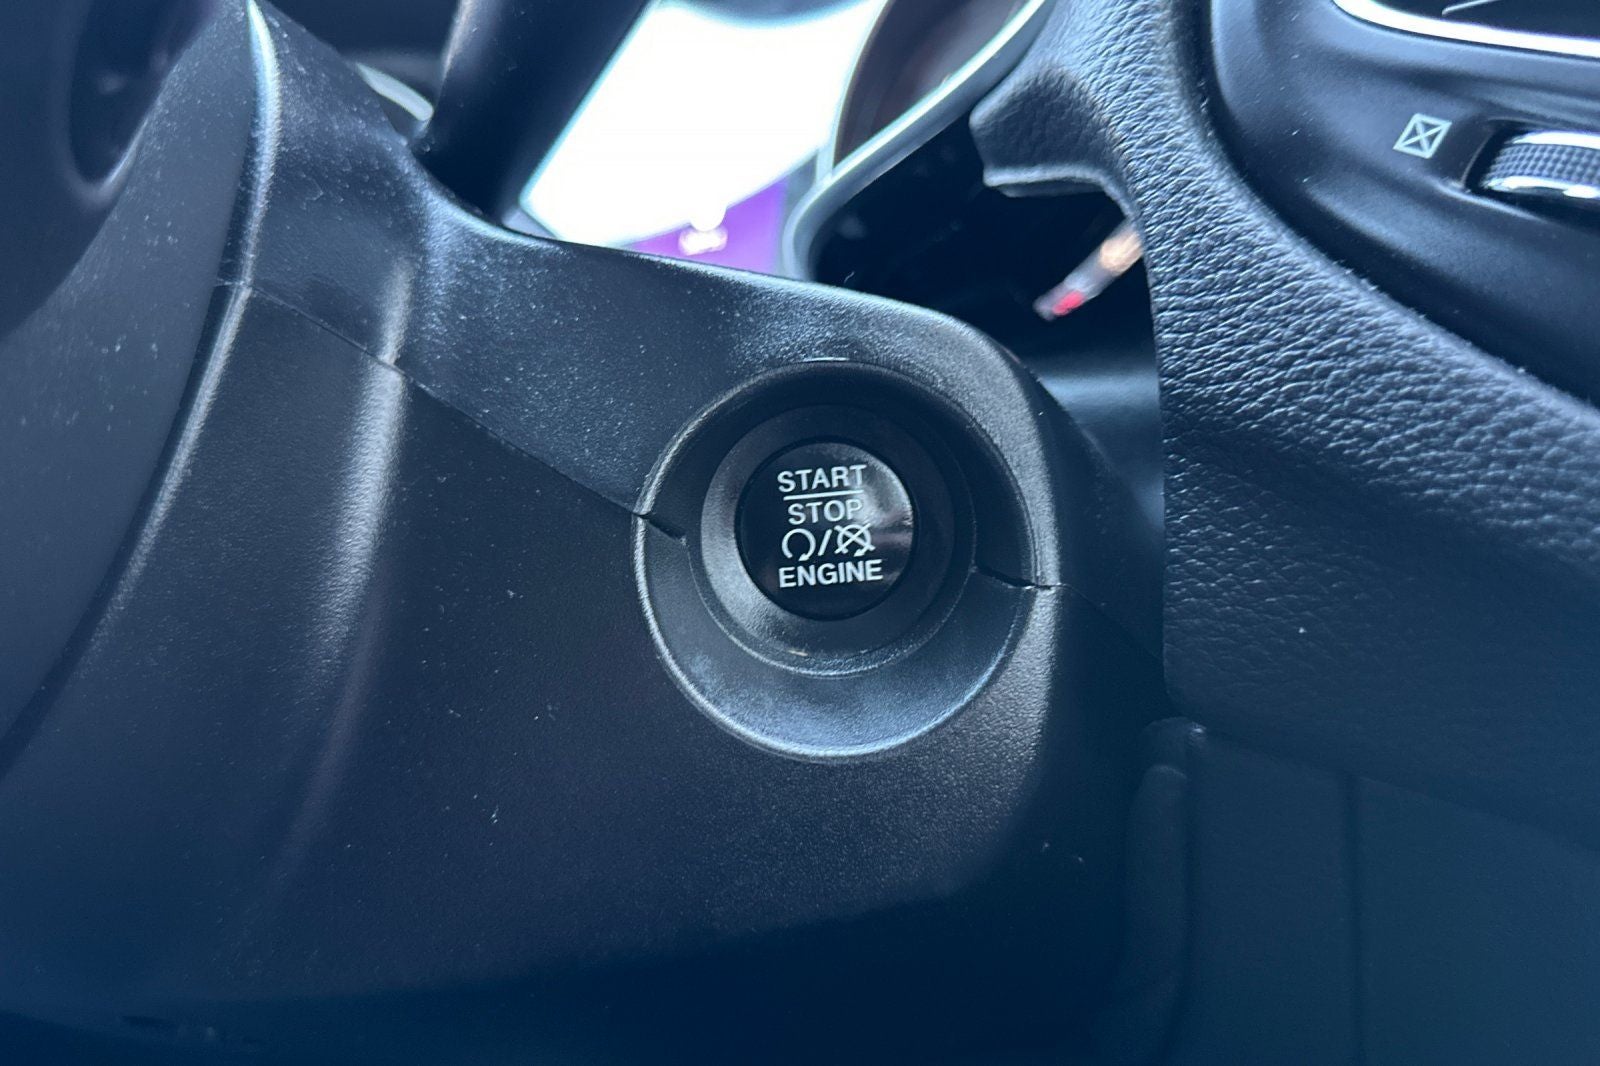 START
STOP
/
ENGINE